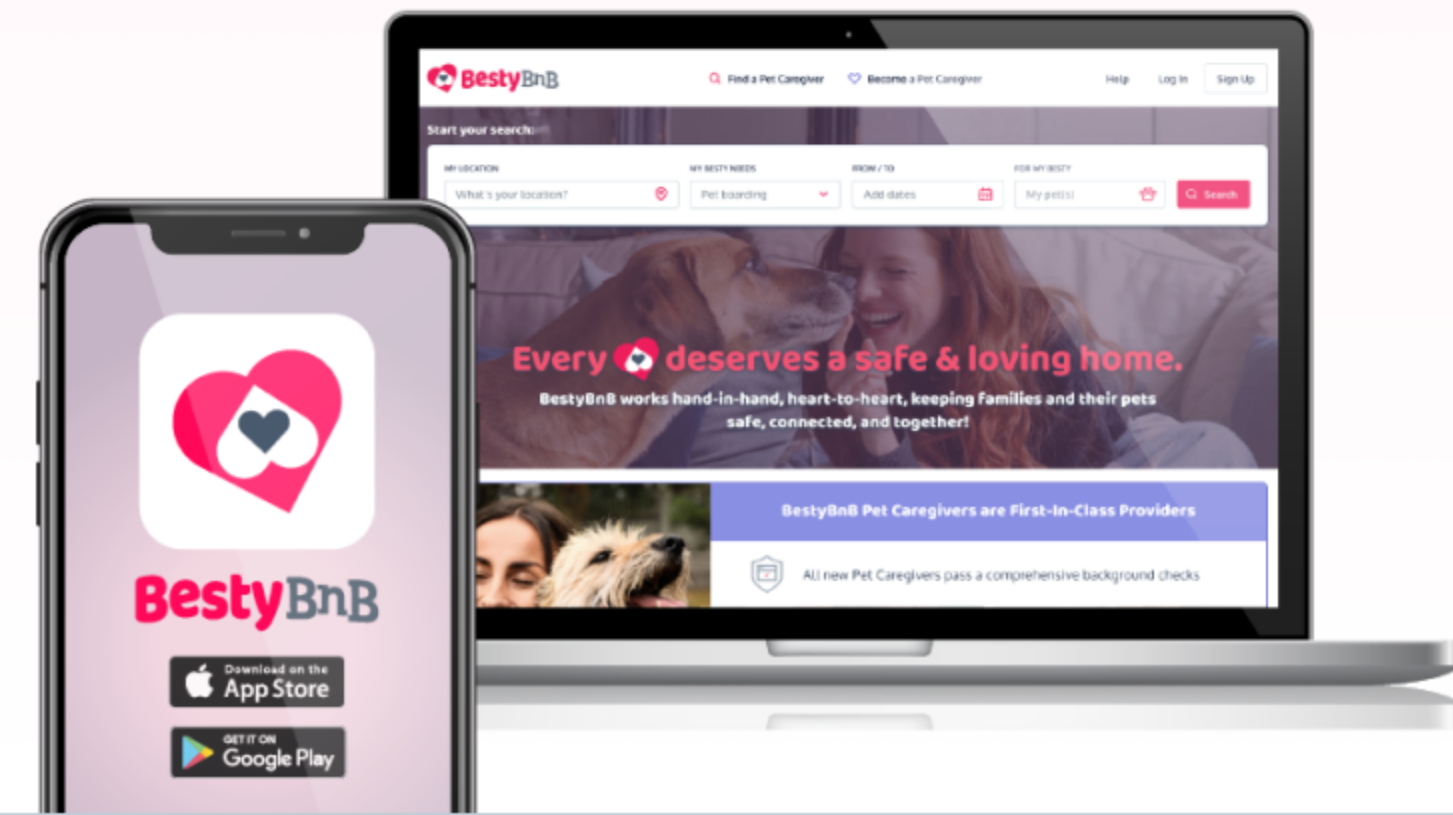 BestyBnB
Find a Pet Caregiver
Become a Pet Caregiver
Help
Log In
Sign Up
Start your search:
MY LOCATION
MY BESTY NEEDS
FROM / TO
FOR MY BESTY
What's your location?
Pet boarding
Add dates
My pet(s)
Search
Every deserves a safe & loving home.
BestyBnB works hand-in-hand, heart-to-heart, keeping families and their pets
safe, connected, and together!
BestyBnB Pet Caregivers are First-In-Class Providers
All new Pet Caregivers pass a comprehensive background checks
BestyBnB
Download on the
App Store
GET IT ON
Google Play